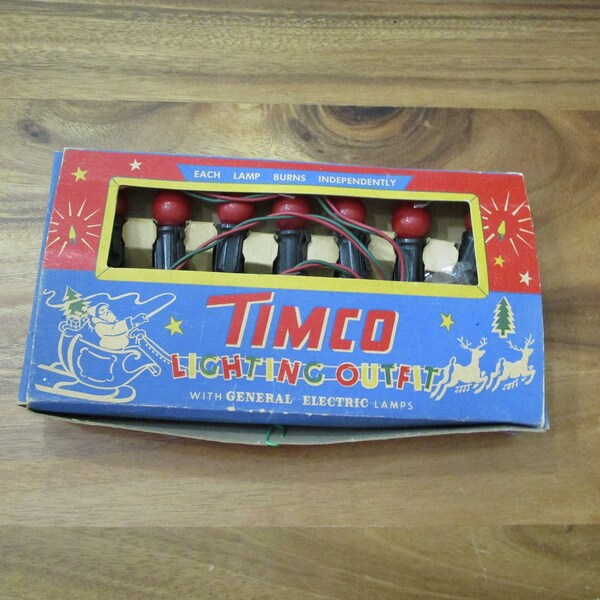 EACH LAMP BURNS INDEPENDENTLY
TIMCO
LIGHTING OUTFIT
WITH GENERAL ELECTRIC LAMPS